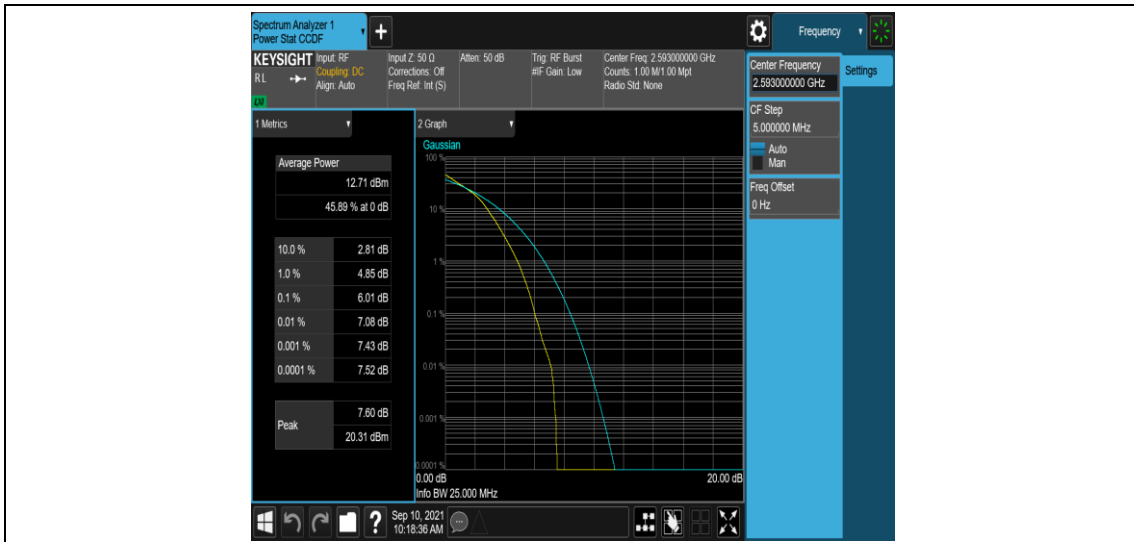 Spectrum Analyzer 1
Power Stat CCDF
+
Frequency
KEYSIGHT
RL
Input: RF
Coupling: DC
Align: Auto
Input Z: 50 Ω
Corrections: Off
Freq Ref: Int (S)
Atten: 50 dB
Trig: RF Burst
#IF Gain: Low
Center Freq: 2.593000000 GHz
Counts: 1.00 M/1.00 Mpt
Radio Std: None
Center Frequency
2.593000000 GHz
Settings
CF Step
5.000000 MHz
Auto
Man
Freq Offset
0 Hz
1 Metrics
Average Power
12.71 dBm
45.89 % at 0 dB
10.0 % 2.81 dB
1.0 % 4.85 dB
0.1 % 6.01 dB
0.01 % 7.08 dB
0.001 % 7.43 dB
0.0001 % 7.52 dB
Peak
7.60 dB
20.31 dBm
2 Graph
Gaussian
100 %
10 %
1 %
0.1 %
0.01 %
0.001 %
0.0001 %
0.00 dB 20.00 dB
Info BW 25.000 MHz
?
Sep 10, 2021
10:18:36 AM